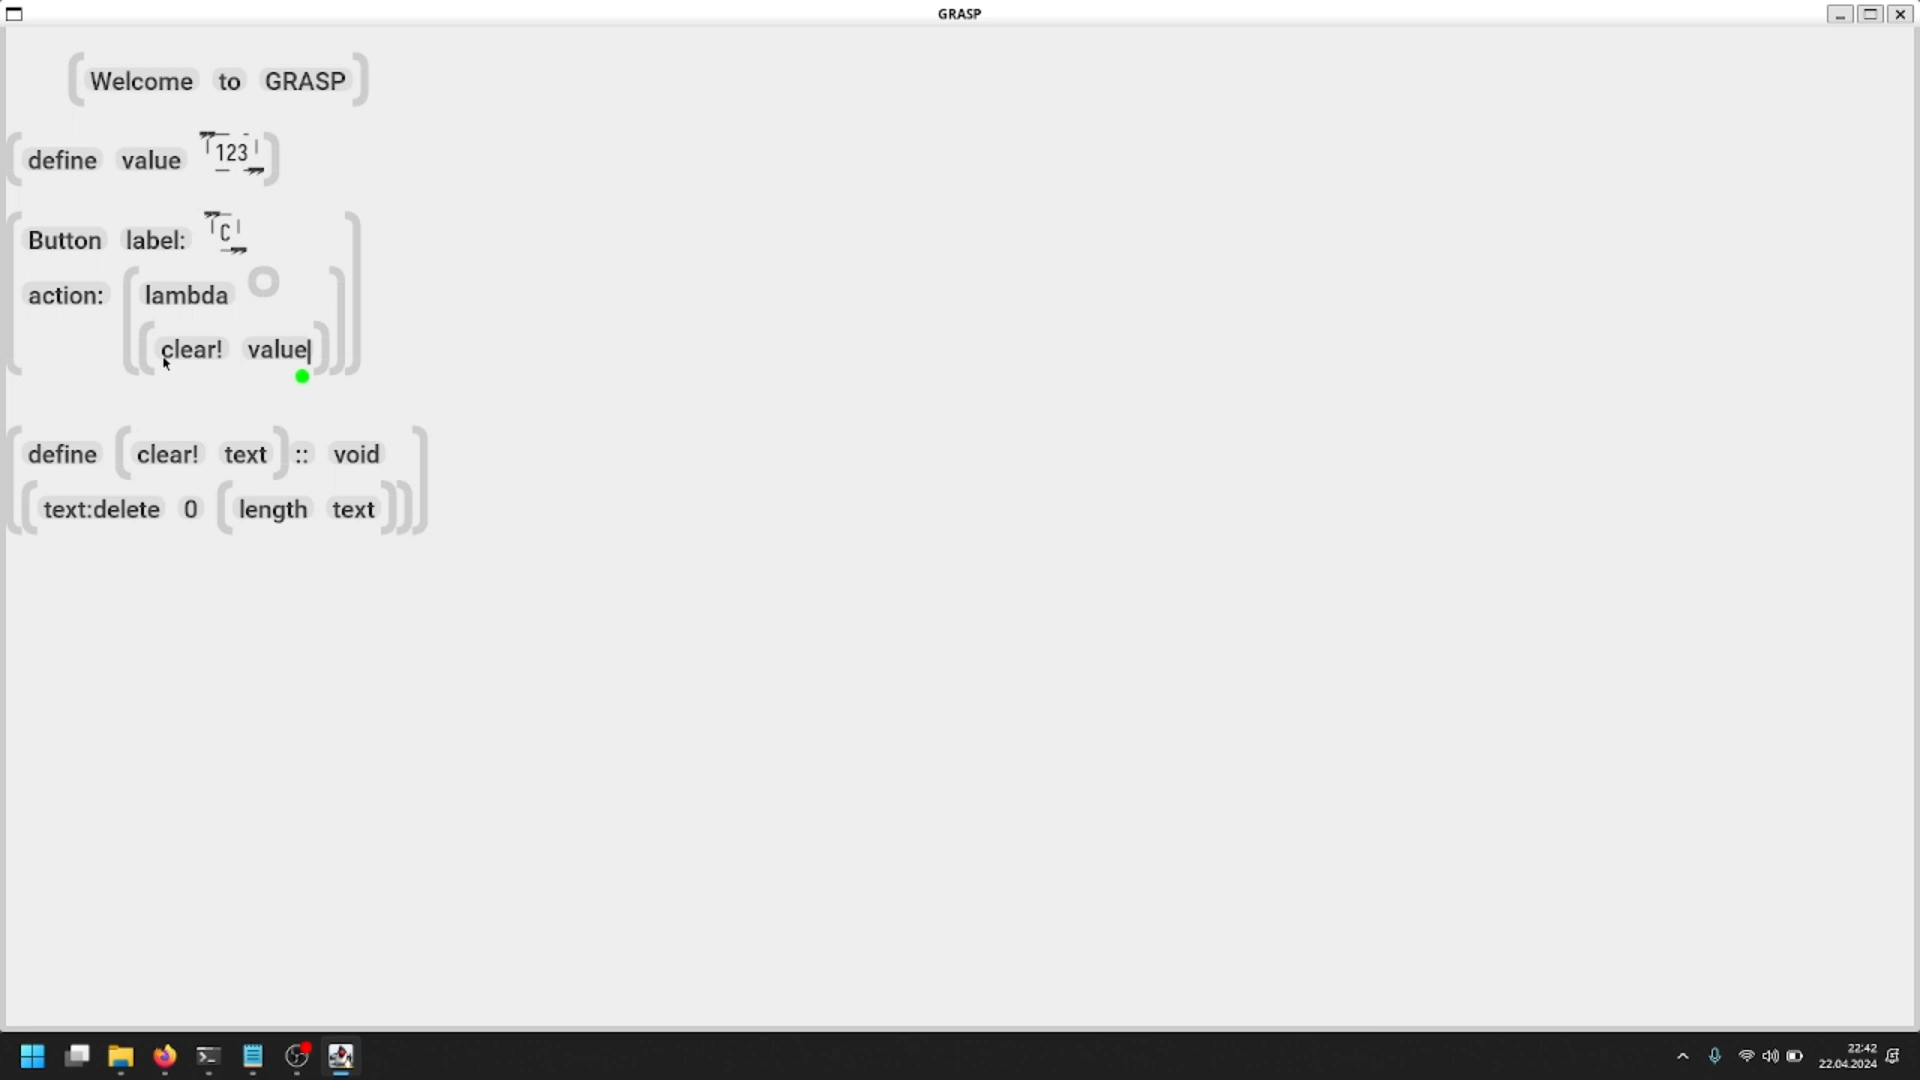 GRASP
Welcome to GRASP
define value "123"
Button label: "C"
action: lambda
clear! value
define clear! text :: void
text:delete 0 length text
22:42
22.04.2024